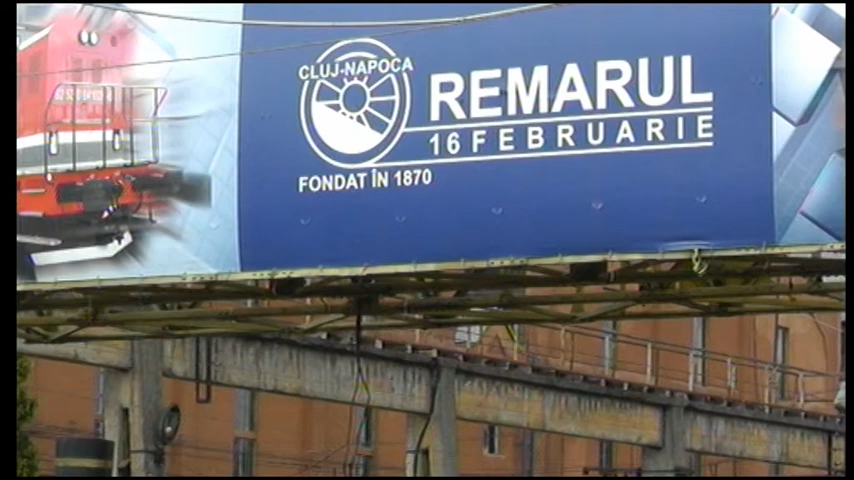 CLUJ-NAPOCA
REMARUL
16 FEBRUARIE
FONDAT ÎN 1870